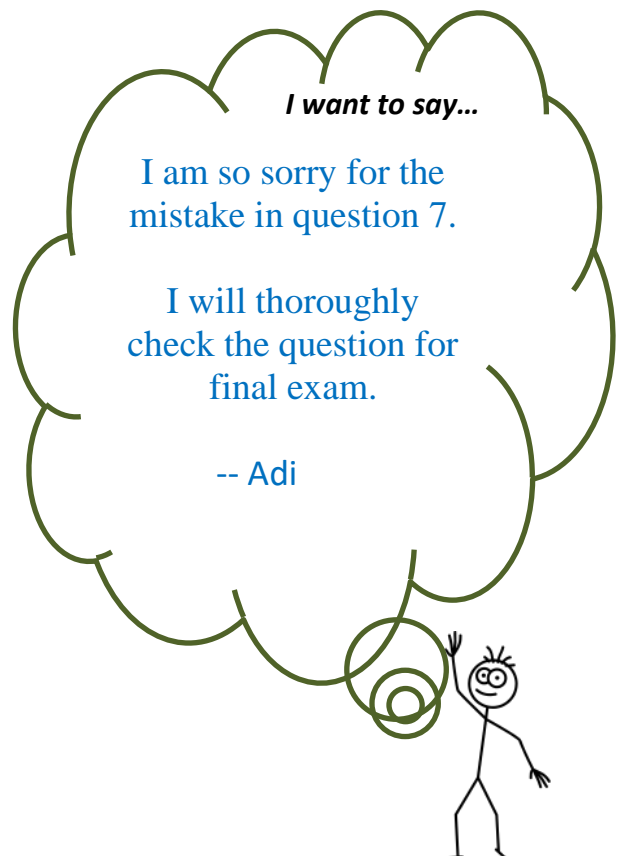 I want to say…
I am so sorry for the
mistake in question 7.
I will thoroughly
check the question for
final exam.
-- Adi